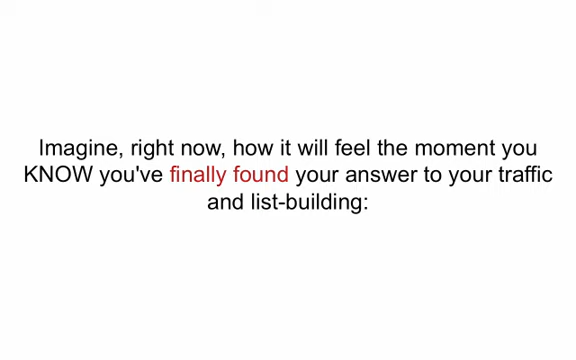 Imagine, right now, how it will feel the moment you
KNOW you've finally found your answer to your traffic
and list-building: